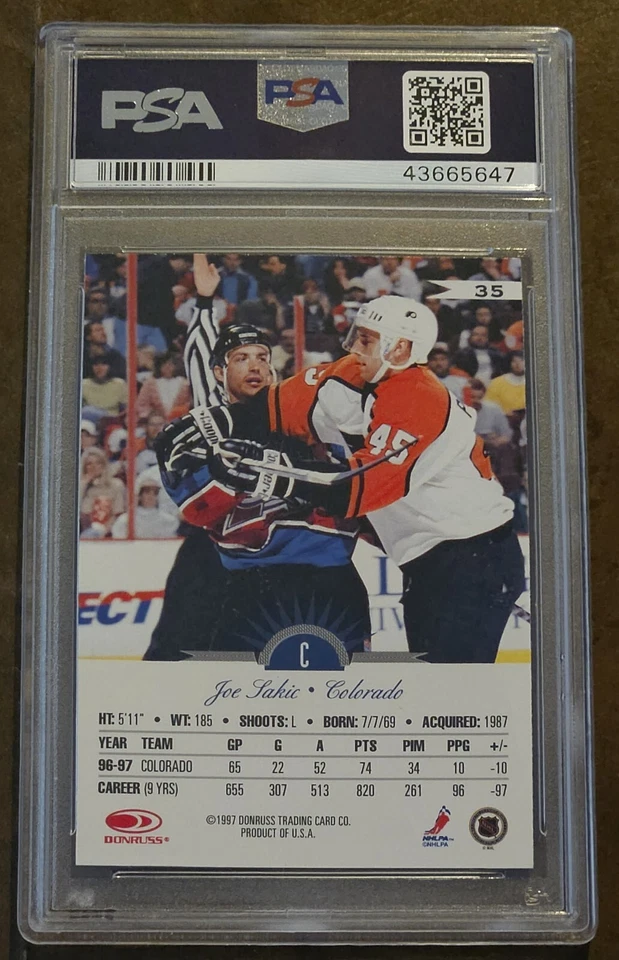 PSA
PSA
43665647
35
45
ECT
C
Joe Sakic • Colorado
HT: 5'11" • WT: 185 • SHOOTS: L • BORN: 7/7/69 • ACQUIRED: 1987
YEAR TEAM GP G A PTS PIM PPG +/-
96-97 COLORADO 65 22 52 74 34 10 -10
CAREER (9 YRS) 655 307 513 820 261 96 -97
DONRUSS
©1997 DONRUSS TRADING CARD CO.
PRODUCT OF U.S.A.
NHLPA
©NHLPA